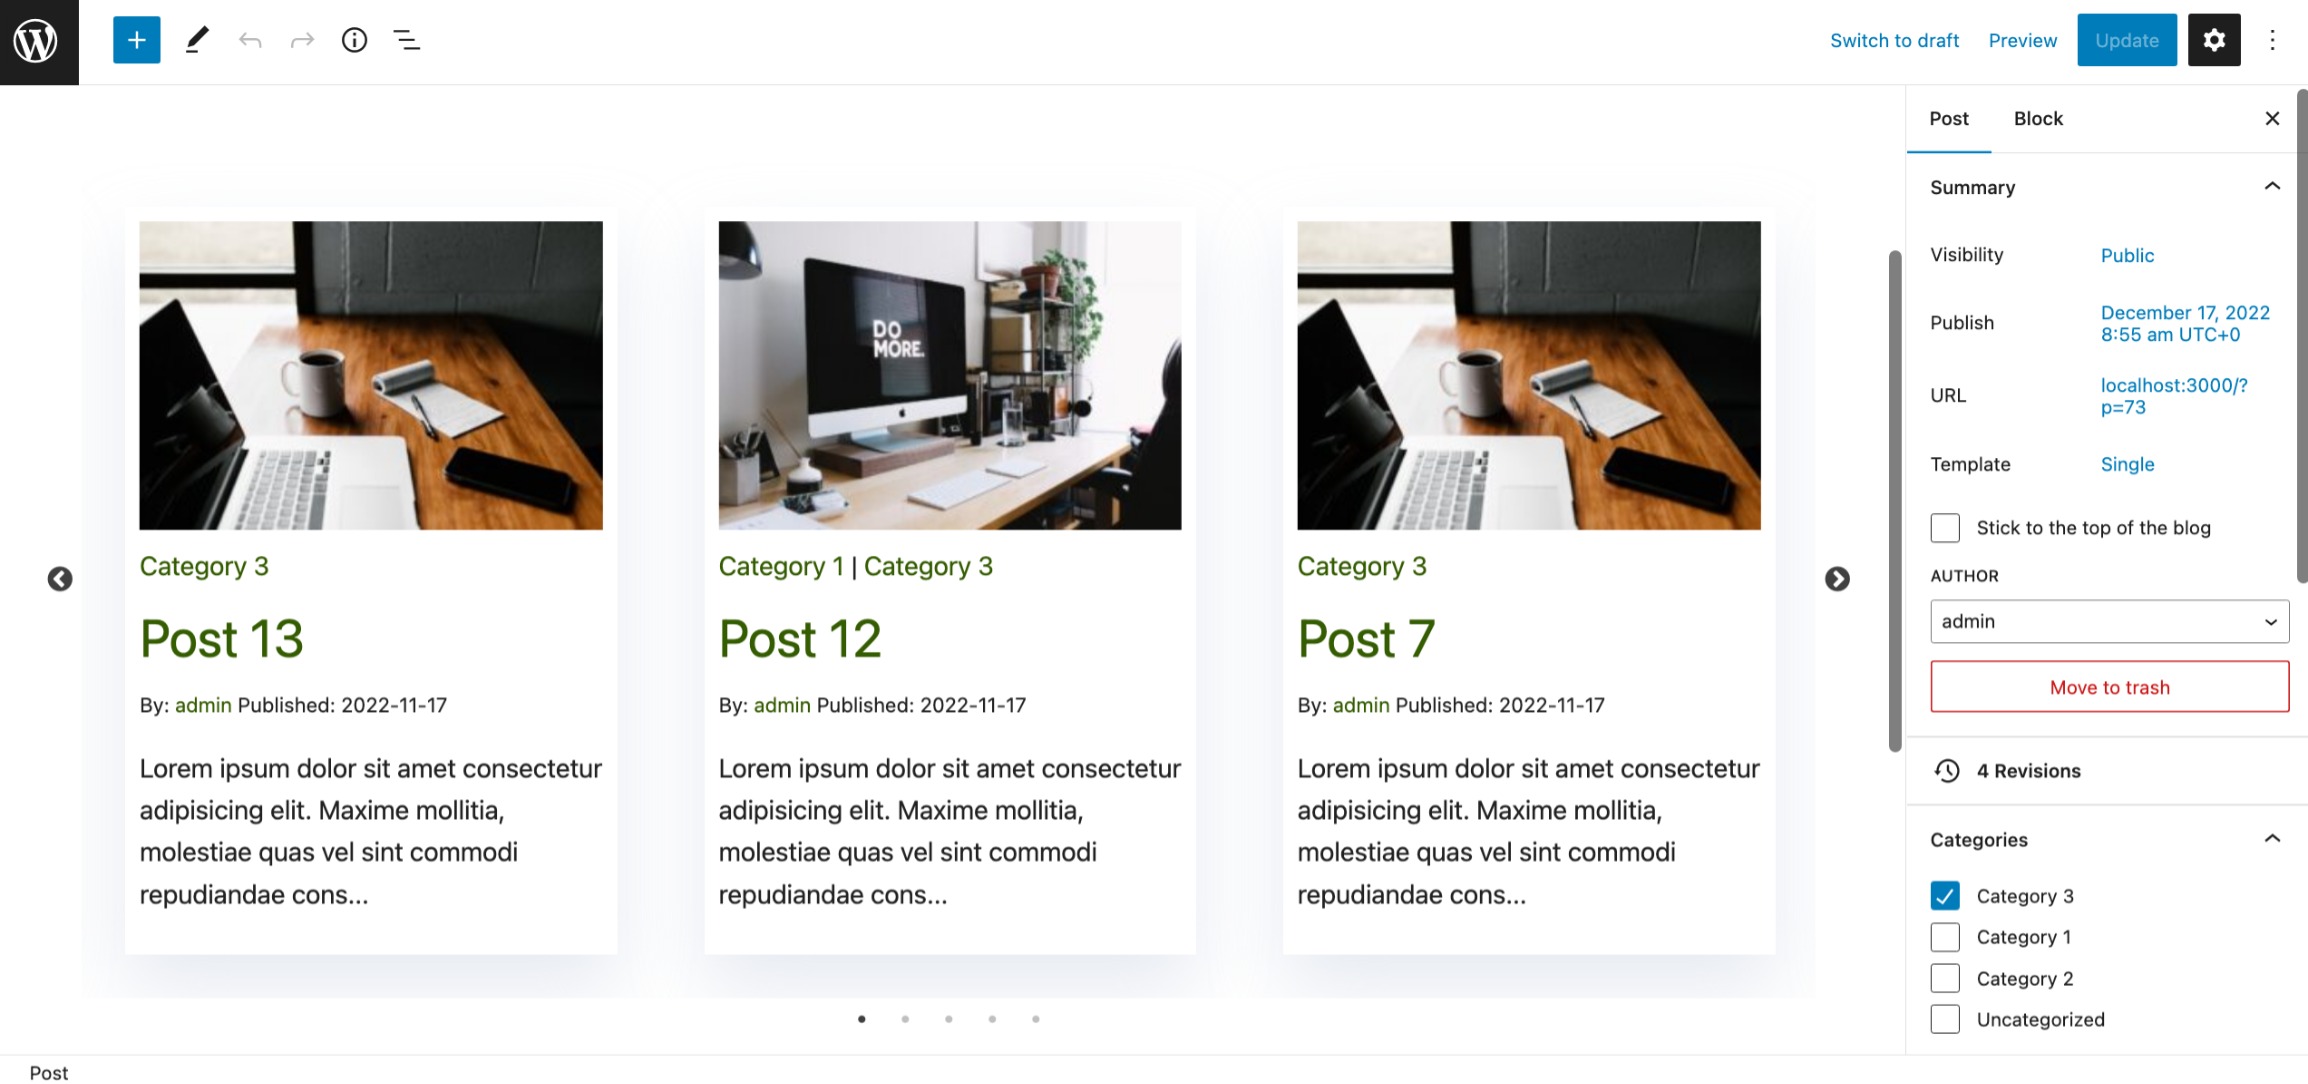 Switch to draft Preview Update
Post Block
Summary
Visibility Public
Publish December 17, 2022
8:55 am UTC+0
URL localhost:3000/?
p=73
Template Single
Stick to the top of the blog
AUTHOR
admin
Move to trash
4 Revisions
Categories
Category 3
Category 1
Category 2
Uncategorized
DO
MORE.
Category 3
Post 13
By: admin Published: 2022-11-17
Lorem ipsum dolor sit amet consectetur
adipisicing elit. Maxime mollitia,
molestiae quas vel sint commodi
repudiandae cons...
Category 1 | Category 3
Post 12
By: admin Published: 2022-11-17
Lorem ipsum dolor sit amet consectetur
adipisicing elit. Maxime mollitia,
molestiae quas vel sint commodi
repudiandae cons...
Category 3
Post 7
By: admin Published: 2022-11-17
Lorem ipsum dolor sit amet consectetur
adipisicing elit. Maxime mollitia,
molestiae quas vel sint commodi
repudiandae cons...
Post